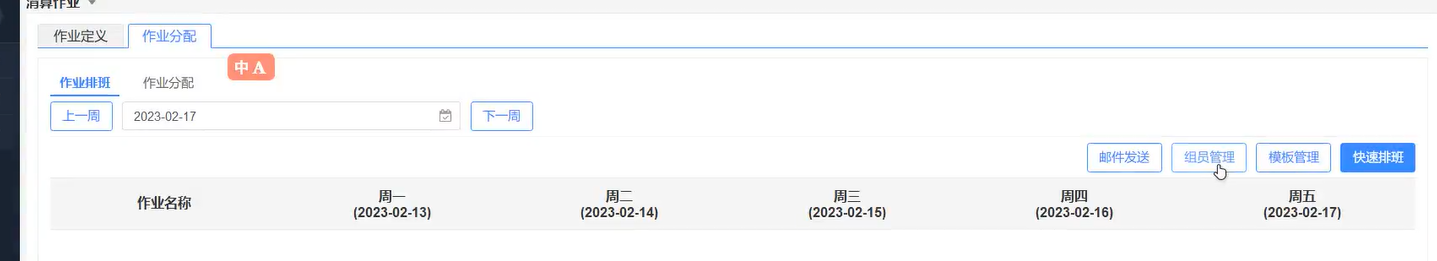 清算作业
作业定义 作业分配
中 A
作业排班 作业分配
上一周 2023-02-17 下一周
邮件发送 组员管理 模板管理 快速排班
作业名称 周一 周二 周三 周四 周五
(2023-02-13) (2023-02-14) (2023-02-15) (2023-02-16) (2023-02-17)